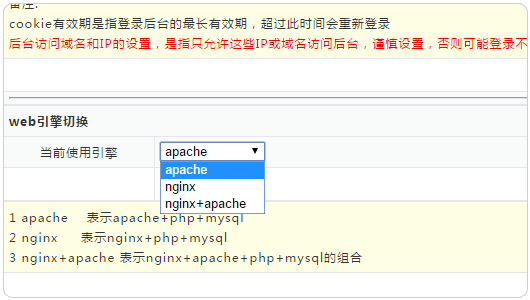 备注:
cookie有效期是指登录后台的最长有效期，超过此时间会重新登录
后台访问域名和IP的设置，是指只允许这些IP或域名访问后台，谨慎设置，否则可能登录不
web引擎切换
当前使用引擎 apache
apache
nginx
nginx+apache
1 apache 表示apache+php+mysql
2 nginx 表示nginx+php+mysql
3 nginx+apache 表示nginx+apache+php+mysql的组合